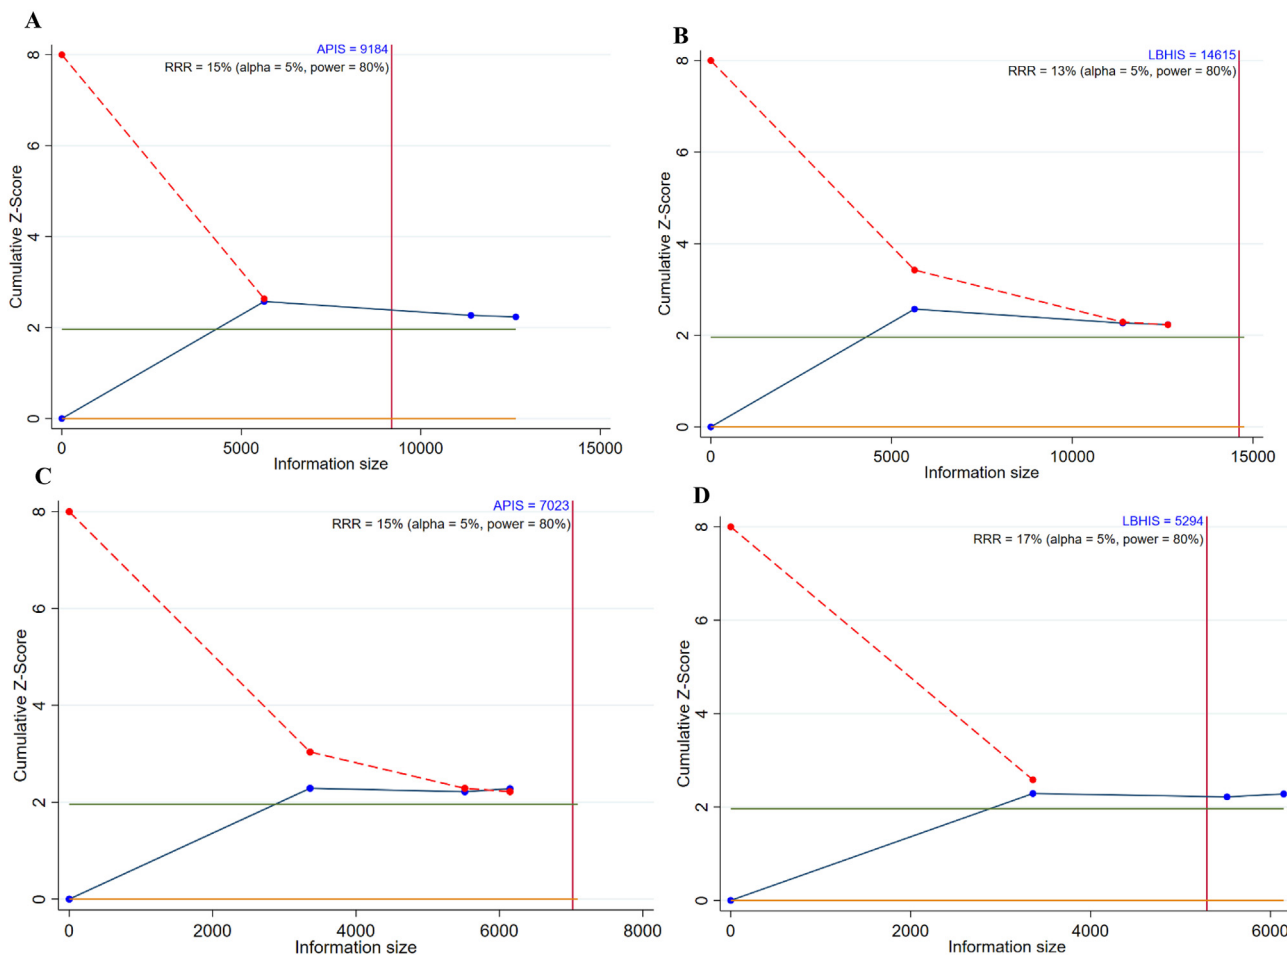 A
APIS = 9184
RRR = 15% (alpha = 5%, power = 80%)
Cumulative Z-Score
8
6
4
2
0
0 5000 10000 15000
Information size
B
LBHIS = 14615
RRR = 13% (alpha = 5%, power = 80%)
Cumulative Z-Score
8
6
4
2
0
0 5000 10000 15000
Information size
C
APIS = 7023
RRR = 15% (alpha = 5%, power = 80%)
Cumulative Z-Score
8
6
4
2
0
0 2000 4000 6000 8000
Information size
D
LBHIS = 5294
RRR = 17% (alpha = 5%, power = 80%)
Cumulative Z-Score
8
6
4
2
0
0 2000 4000 6000
Information size